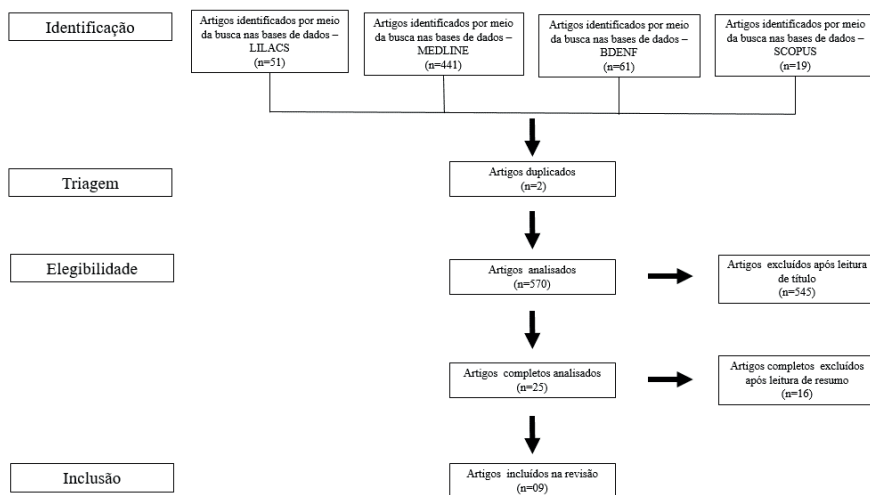 Identificação
Artigos identificados por meio
da busca nas bases de dados –
LILACS
(n=51)
Artigos identificados por meio
da busca nas bases de dados –
MEDLINE
(n=441)
Artigos identificados por meio
da busca nas bases de dados –
BDENF
(n=61)
Artigos identificados por meio
da busca nas bases de dados –
SCOPUS
(n=19)
Triagem
Artigos duplicados
(n=2)
Elegibilidade
Artigos analisados
(n=570)
Artigos excluídos após leitura
de título
(n=545)
Artigos completos analisados
(n=25)
Artigos completos excluídos
após leitura de resumo
(n=16)
Inclusão
Artigos incluídos na revisão
(n=09)